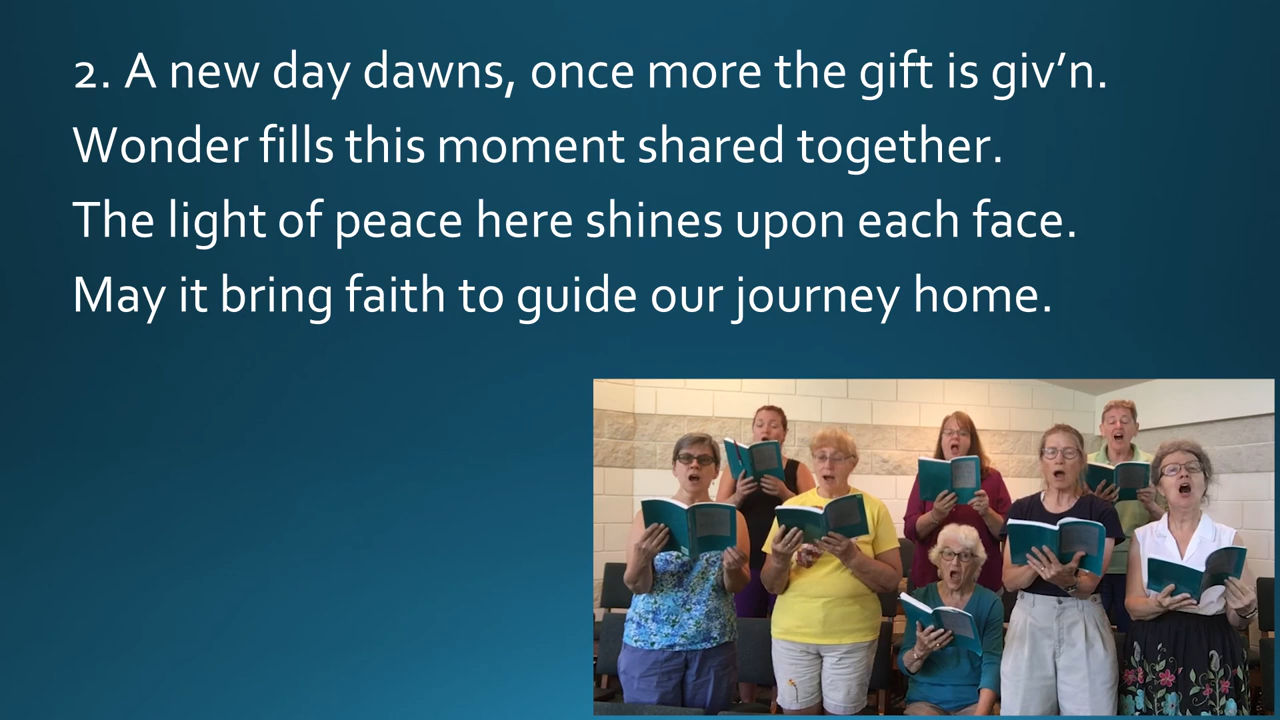 2. A new day dawns, once more the gift is giv’n.
Wonder fills this moment shared together.
The light of peace here shines upon each face.
May it bring faith to guide our journey home.